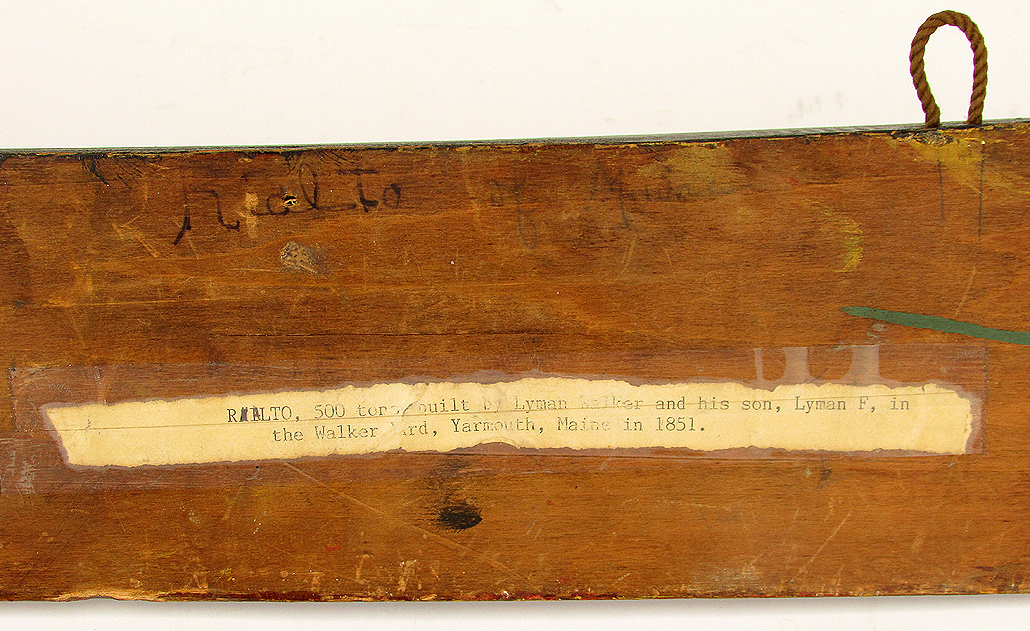 Rialto of
RIALTO, 500 tons, built by Lyman Walker and his son, Lyman F, in
the Walker Yard, Yarmouth, Maine in 1851.